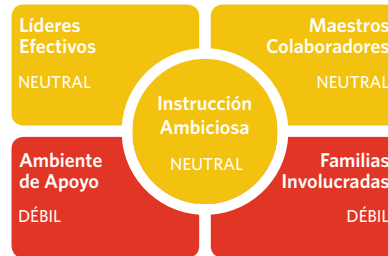 Líderes
Efectivos
NEUTRAL
Maestros
Colaboradores
NEUTRAL
Instrucción
Ambiciosa
NEUTRAL
Ambiente
de Apoyo
DÉBIL
Familias
Involucradas
DÉBIL